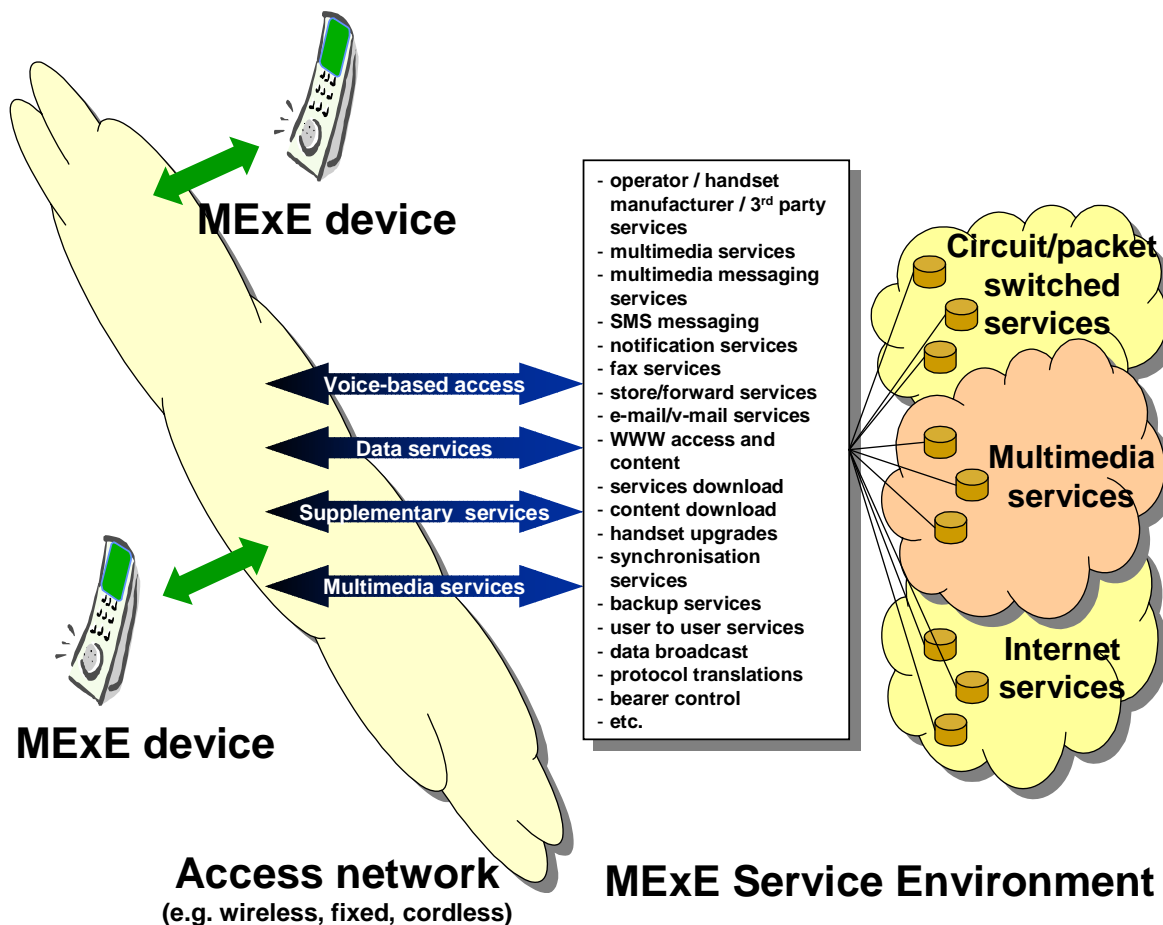 MExE device
Voice-based access
Data services
Supplementary services
Multimedia services
MExE device
Access network
(e.g. wireless, fixed, cordless)
- operator / handset
manufacturer / 3rd party
services
- multimedia services
- multimedia messaging
services
- SMS messaging
- notification services
- fax services
- store/forward services
- e-mail/v-mail services
- WWW access and
content
- services download
- content download
- handset upgrades
- synchronisation
services
- backup services
- user to user services
- data broadcast
- protocol translations
- bearer control
- etc.
Circuit/packet
switched
services
Multimedia
services
Internet
services
MExE Service Environment